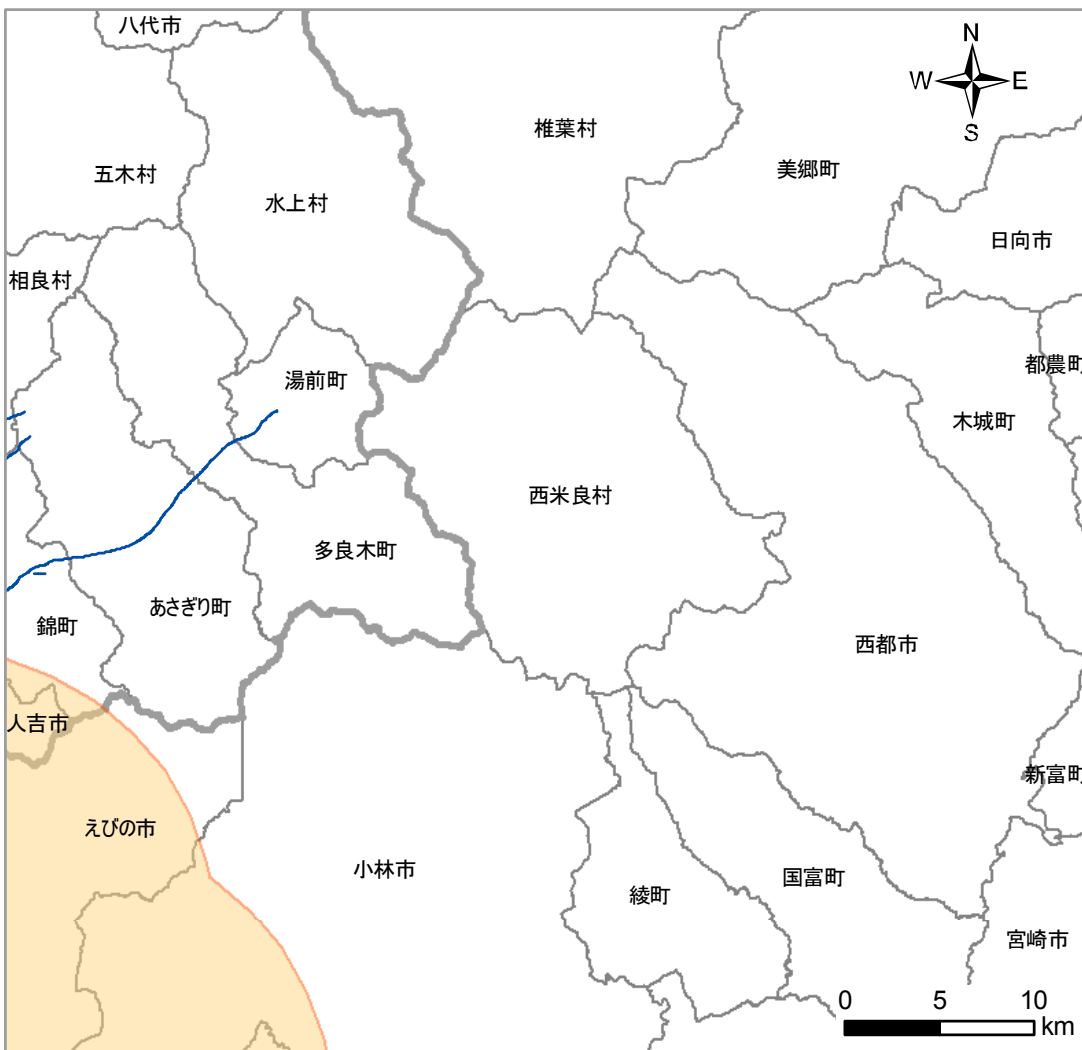 八代市
N
W
E
S
椎葉村
美郷町
五木村
水上村
日向市
相良村
都農町
湯前町
木城町
西米良村
多良木町
あさぎり町
錦町
西都市
人吉市
新富町
えびの市
小林市
国富町
綾町
宮崎市
0 5 10
km